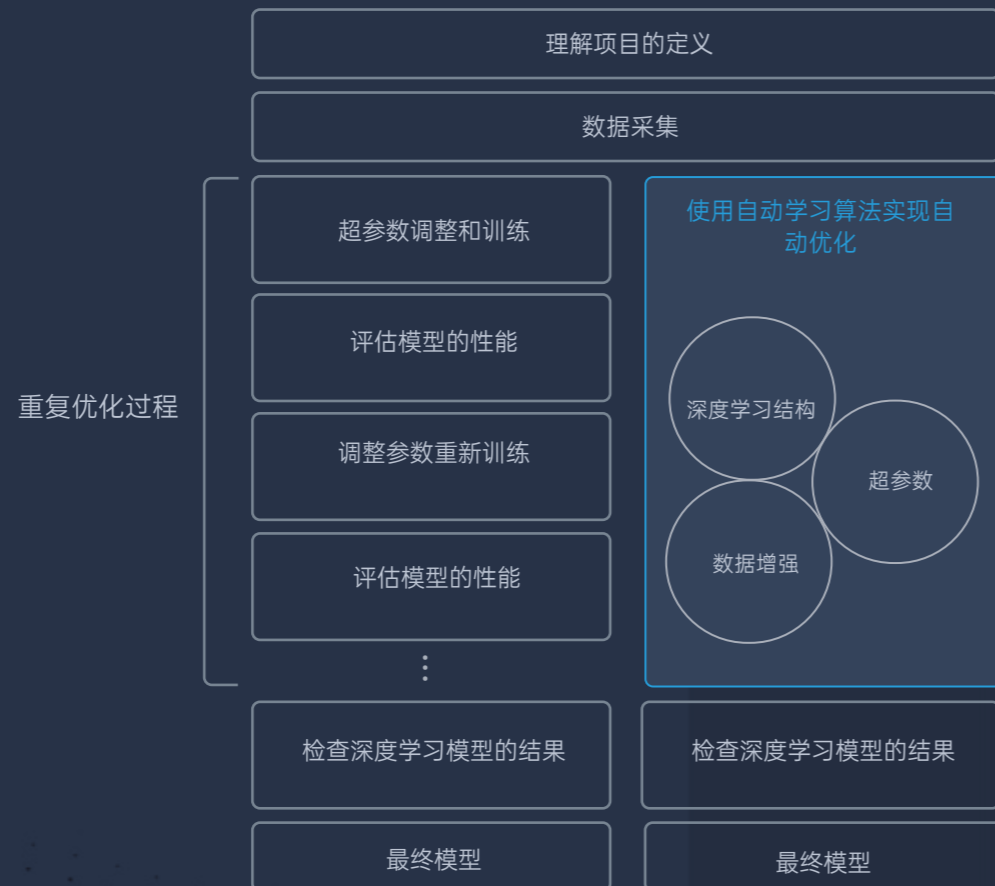 理解项目的定义
数据采集
重复优化过程
超参数调整和训练
评估模型的性能
调整参数重新训练
评估模型的性能
⋮
检查深度学习模型的结果
最终模型
使用自动学习算法实现自
动优化
深度学习结构
超参数
数据增强
检查深度学习模型的结果
最终模型